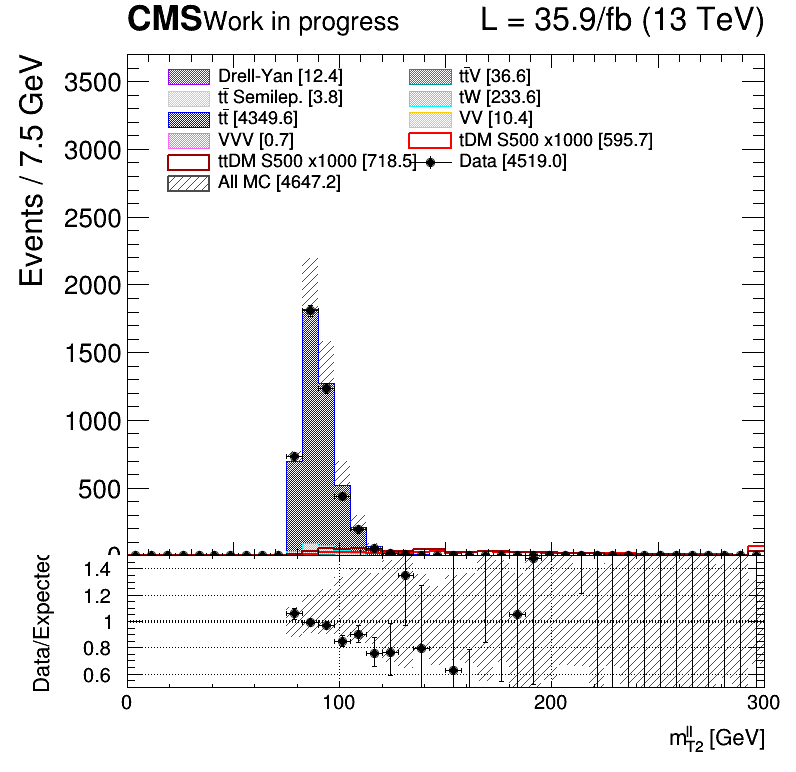 CMS Work in progress L = 35.9/fb (13 TeV)
Events / 7.5 GeV
3500
3000
2500
2000
1500
1000
500
0
Drell-Yan [12.4] tt̄V [36.6]
tt̄ Semilep. [3.8] tW [233.6]
tt̄ [4349.6] VV [10.4]
VVV [0.7] tDM S500 x1000 [595.7]
ttDM S500 x1000 [718.5] Data [4519.0]
All MC [4647.2]
Data/Expected
1.4
1.2
1
0.8
0.6
0 100 200 300
m_T2^ll [GeV]